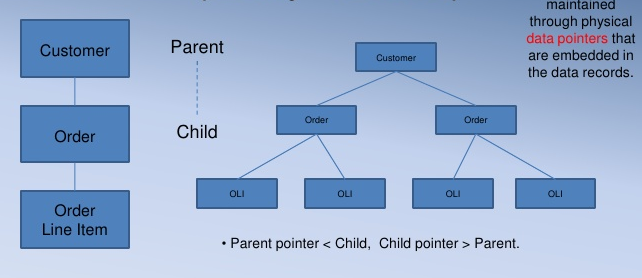 maintained
through physical
data pointers that
are embedded in
the data records.
Customer
Order
Order
Line Item
Parent
Child
Customer
Order
Order
OLI
OLI
OLI
OLI
• Parent pointer < Child, Child pointer > Parent.